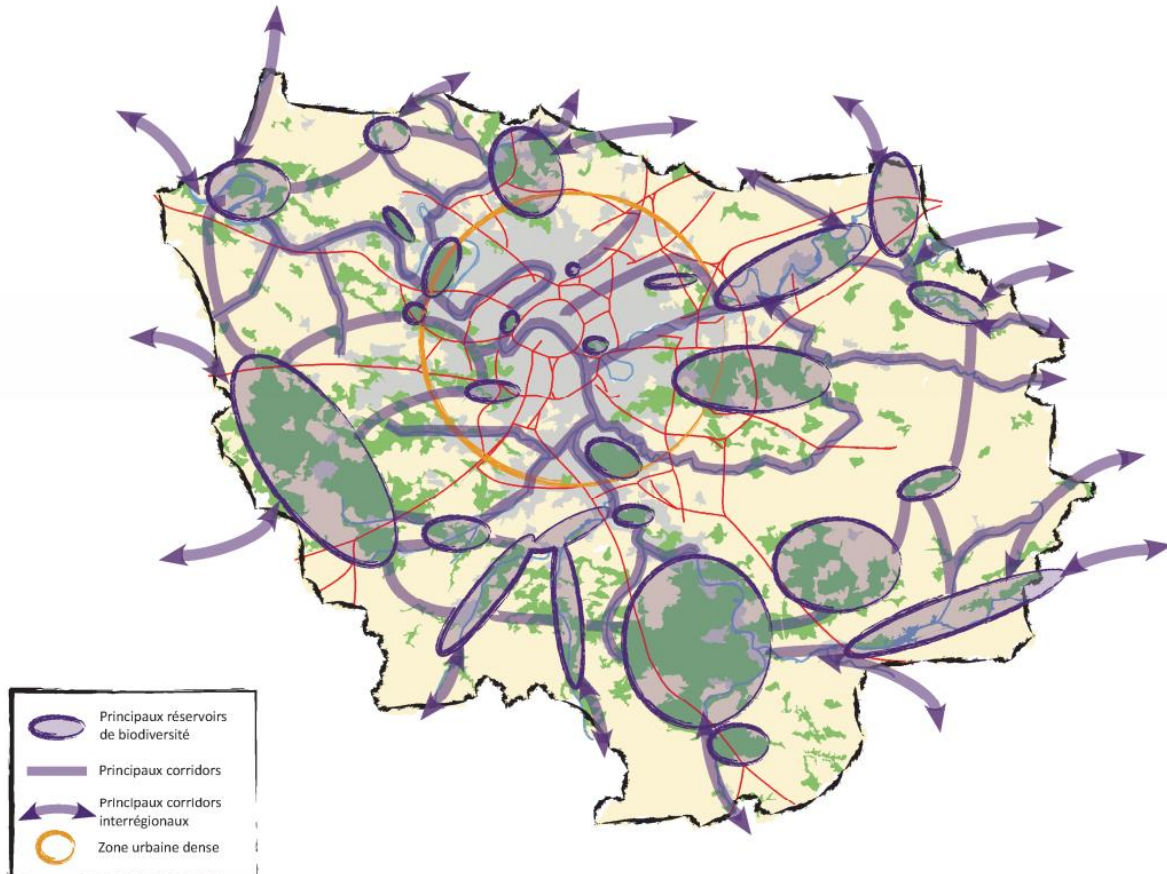 Principaux réservoirs
de biodiversité
Principaux corridors
Principaux corridors
interrégionaux
Zone urbaine dense